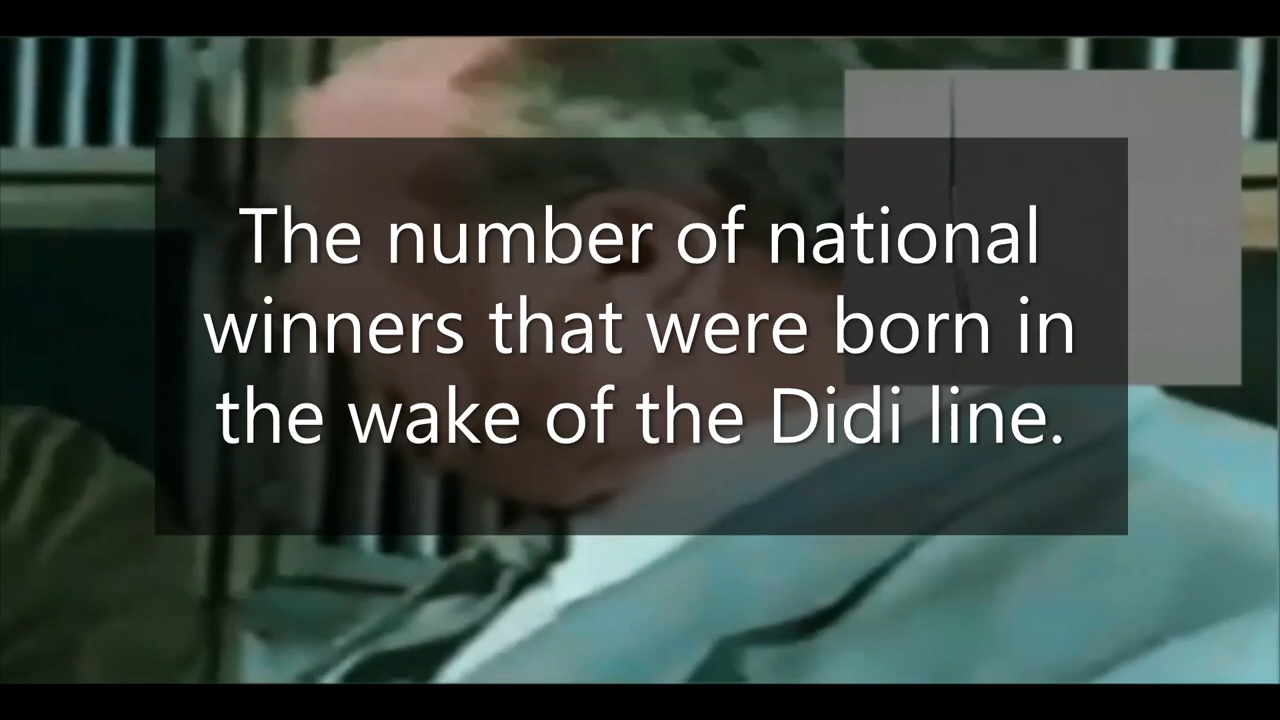 The number of national
winners that were born in
the wake of the Didi line.